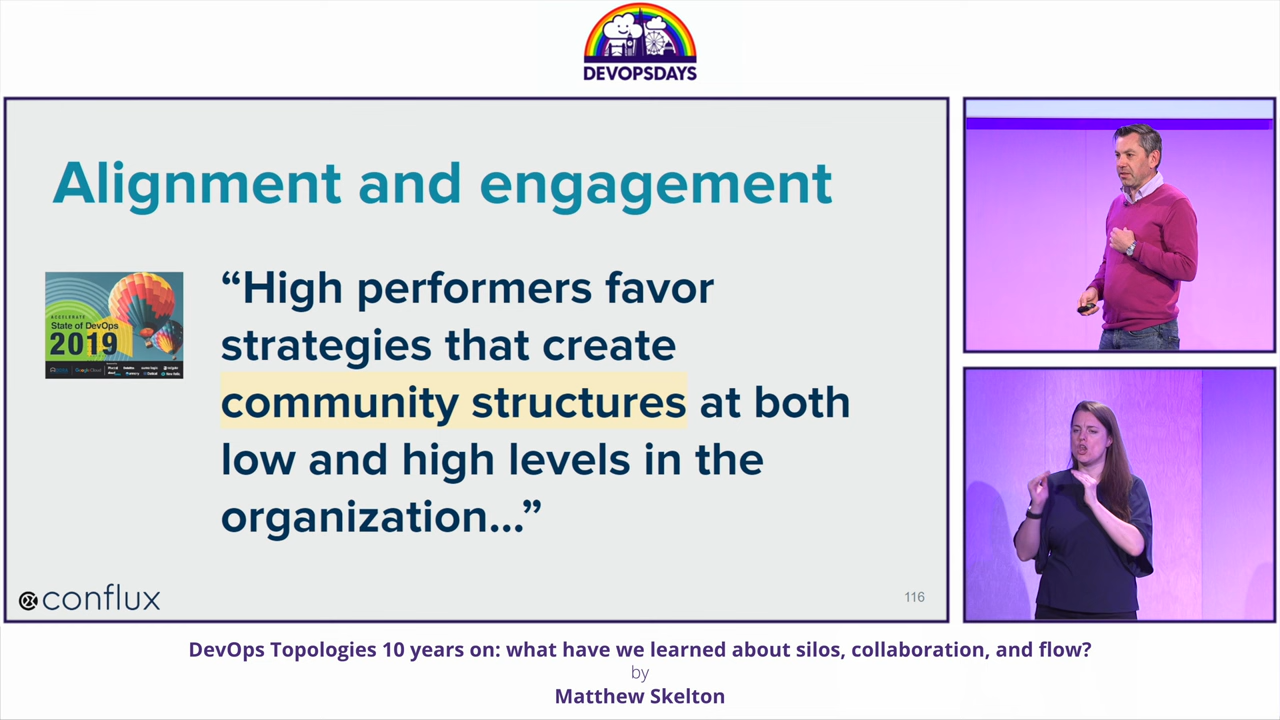 DEVOPSDAYS
Alignment and engagement
ACCELERATE
State of DevOps
2019
“High performers favor
strategies that create
community structures at both
low and high levels in the
organization...”
conflux
116
DevOps Topologies 10 years on: what have we learned about silos, collaboration, and flow?
by
Matthew Skelton